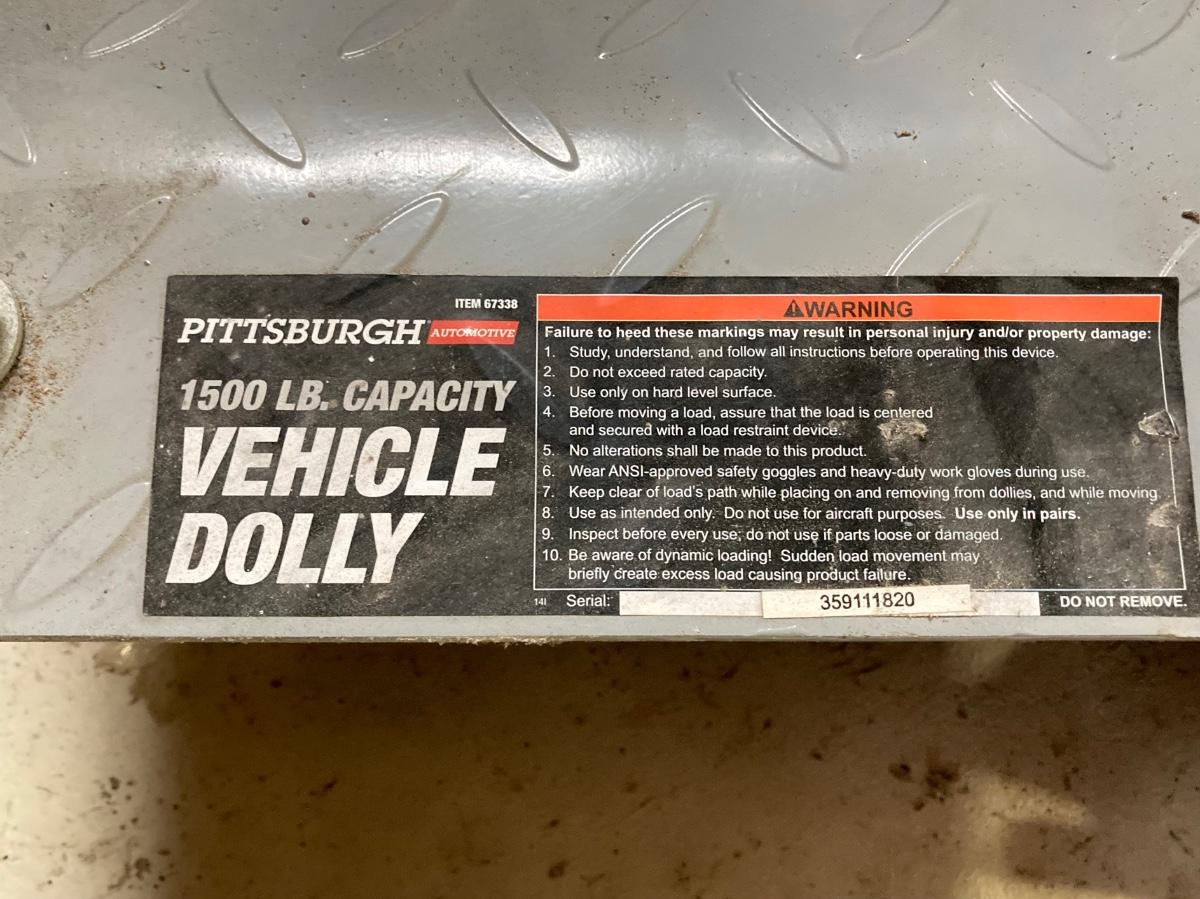 ITEM 67338
PITTSBURGH AUTOMOTIVE
1500 LB. CAPACITY
VEHICLE
DOLLY
WARNING
Failure to heed these markings may result in personal injury and/or property damage:
1. Study, understand, and follow all instructions before operating this device.
2. Do not exceed rated capacity.
3. Use only on hard level surface.
4. Before moving a load, assure that the load is centered
and secured with a load restraint device.
5. No alterations shall be made to this product.
6. Wear ANSI-approved safety goggles and heavy-duty work gloves during use.
7. Keep clear of load's path while placing on and removing from dollies, and while moving.
8. Use as intended only. Do not use for aircraft purposes. Use only in pairs.
9. Inspect before every use; do not use if parts loose or damaged.
10. Be aware of dynamic loading! Sudden load movement may
briefly create excess load causing product failure.
14l Serial: 359111820 DO NOT REMOVE.